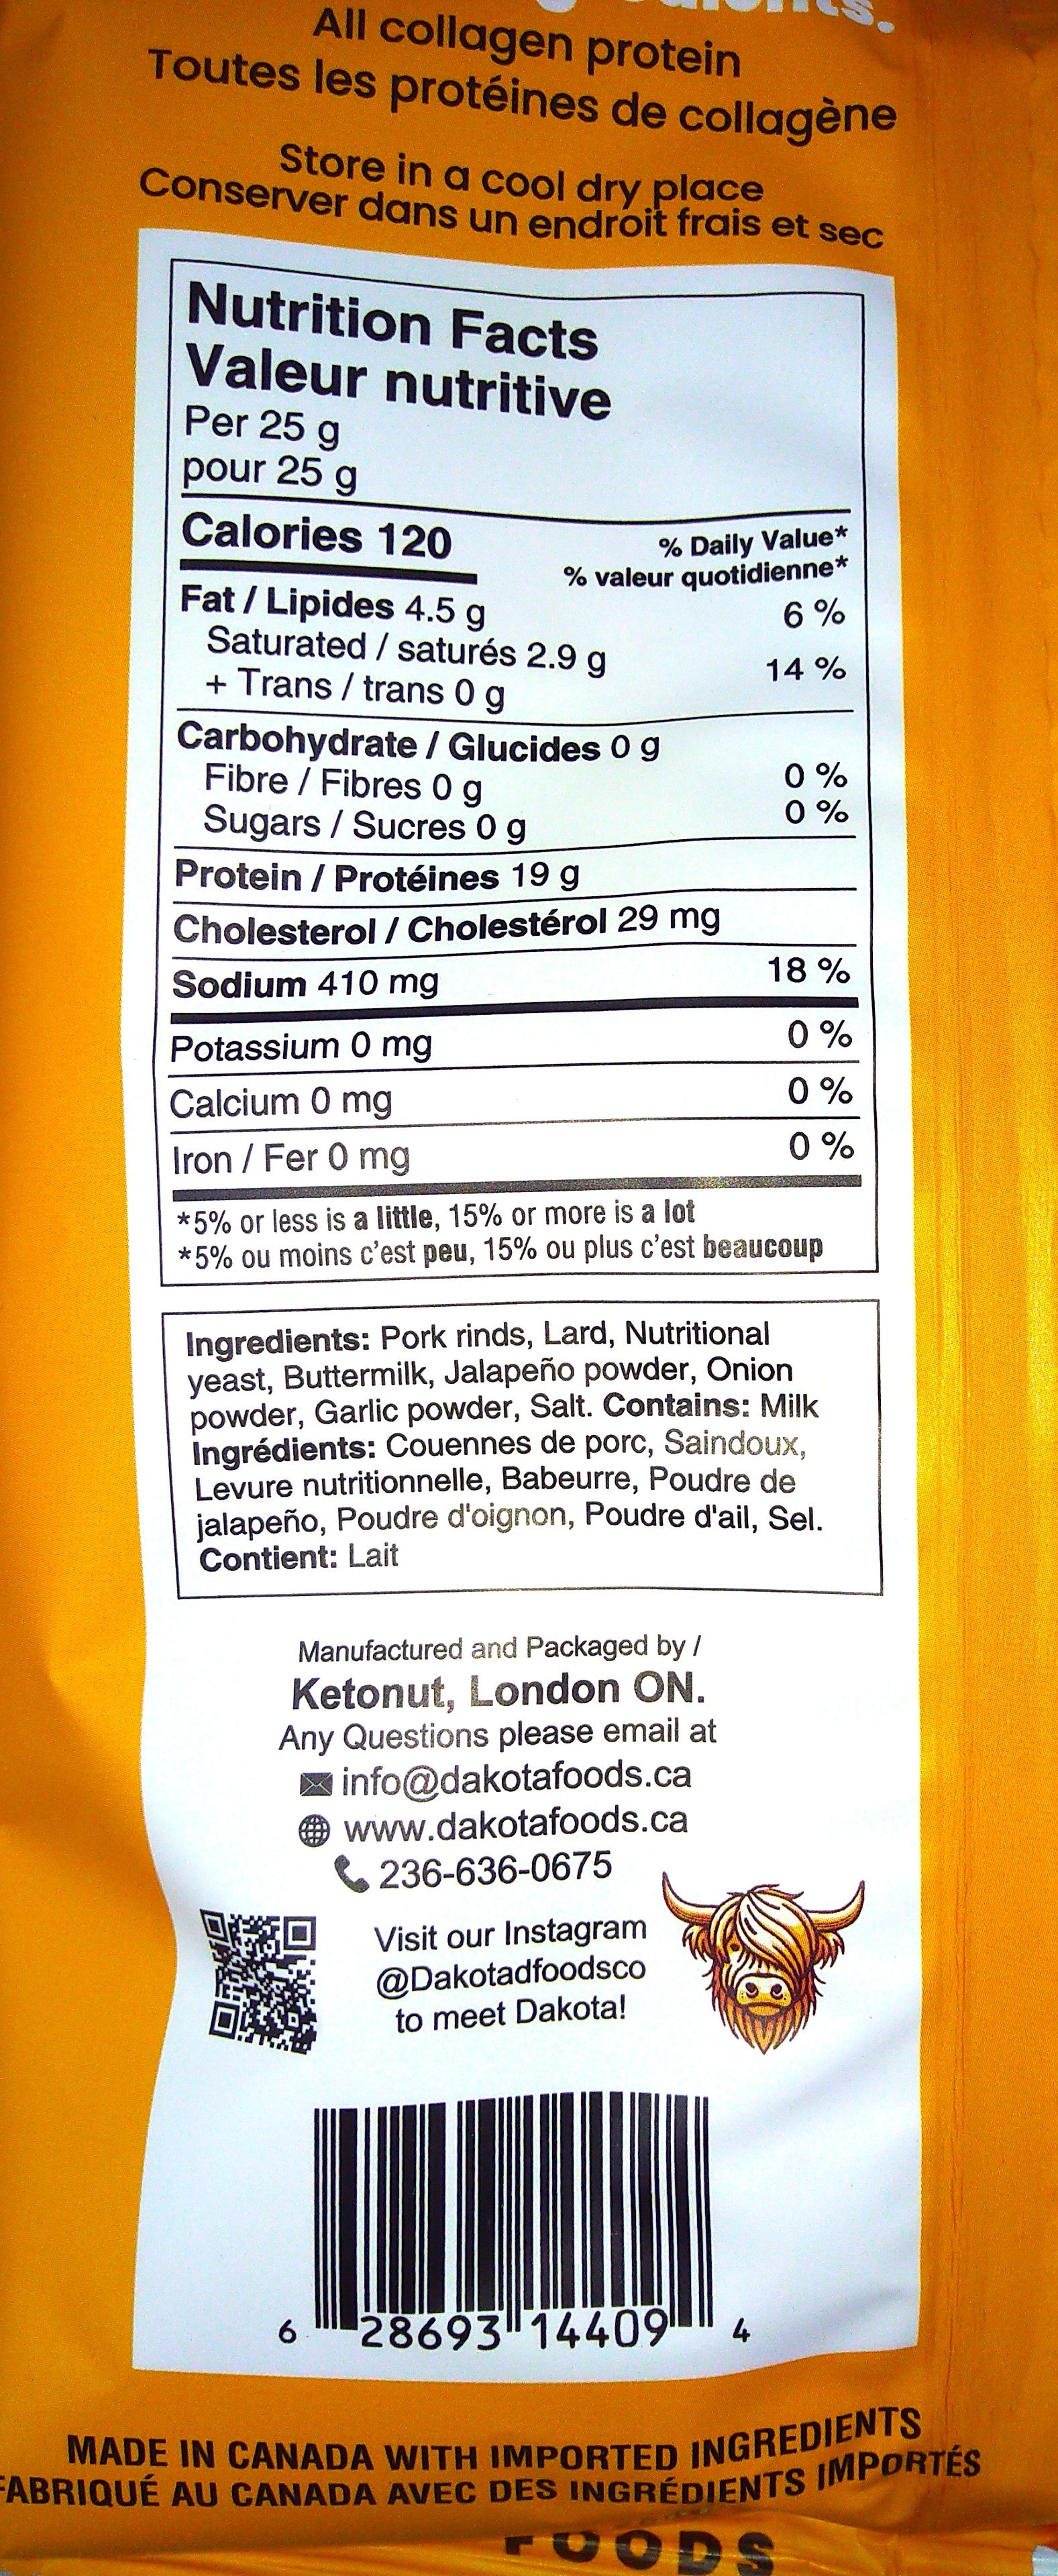 All collagen protein
Toutes les protéines de collagène
Store in a cool dry place
Conserver dans un endroit frais et sec
Nutrition Facts
Valeur nutritive
Per 25 g
pour 25 g
Calories 120
% Daily Value*
% valeur quotidienne*
Fat / Lipides 4.5 g 6 %
Saturated / saturés 2.9 g 14 %
+ Trans / trans 0 g
Carbohydrate / Glucides 0 g
Fibre / Fibres 0 g 0 %
Sugars / Sucres 0 g 0 %
Protein / Protéines 19 g
Cholesterol / Cholestérol 29 mg
Sodium 410 mg 18 %
Potassium 0 mg 0 %
Calcium 0 mg 0 %
Iron / Fer 0 mg 0 %
*5% or less is a little, 15% or more is a lot
*5% ou moins c'est peu, 15% ou plus c'est beaucoup
Ingredients: Pork rinds, Lard, Nutritional
yeast, Buttermilk, Jalapeño powder, Onion
powder, Garlic powder, Salt. Contains: Milk
Ingrédients: Couennes de porc, Saindoux,
Levure nutritionnelle, Babeurre, Poudre de
jalapeño, Poudre d'oignon, Poudre d'ail, Sel.
Contient: Lait
Manufactured and Packaged by /
Ketonut, London ON.
Any Questions please email at
info@dakotafoods.ca
www.dakotafoods.ca
236-636-0675
Visit our Instagram
@Dakotadfoodsco
to meet Dakota!
6 28693 14409 4
MADE IN CANADA WITH IMPORTED INGREDIENTS
FABRIQUÉ AU CANADA AVEC DES INGRÉDIENTS IMPORTÉS
FOODS